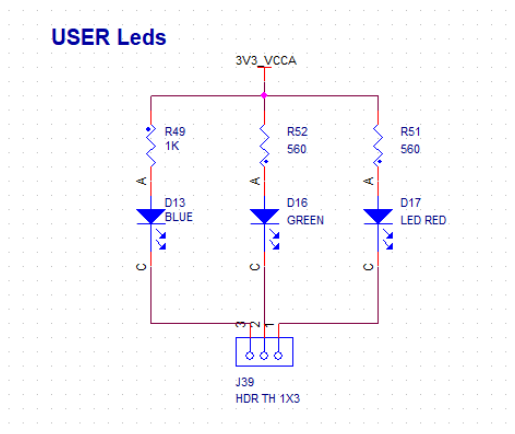 USER Leds
3V3_VCCA
R49
1K
R52
560
R51
560
A
A
A
D13
BLUE
D16
GREEN
D17
LED RED
C
C
C
3
2
1
J39
HDR TH 1X3